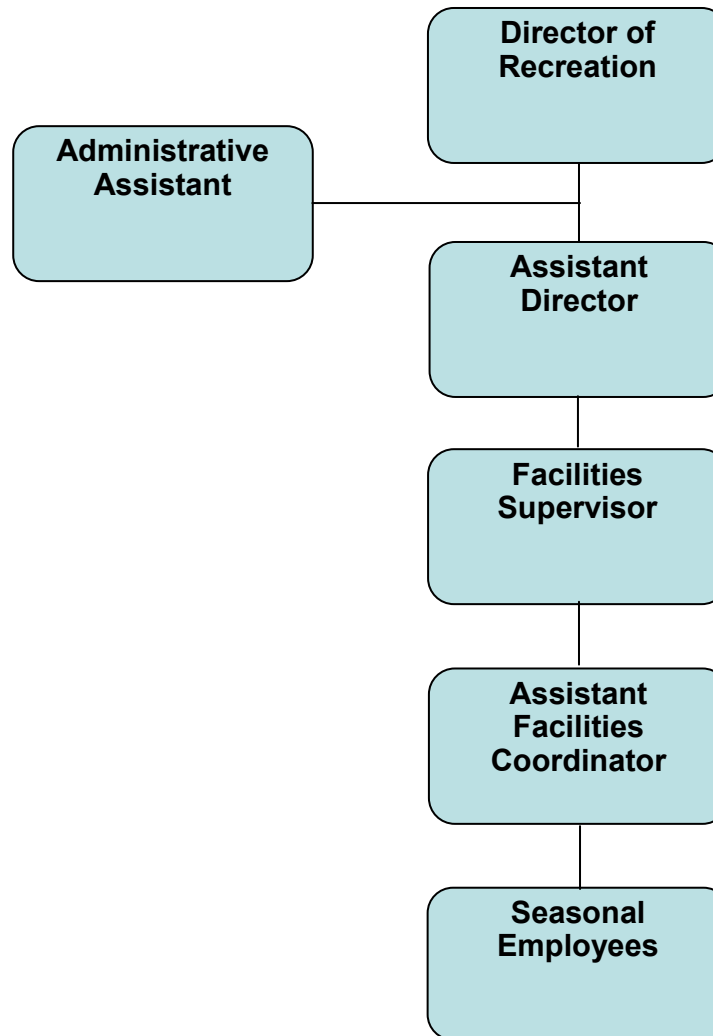 Director of
Recreation
Administrative
Assistant
Assistant
Director
Facilities
Supervisor
Assistant
Facilities
Coordinator
Seasonal
Employees